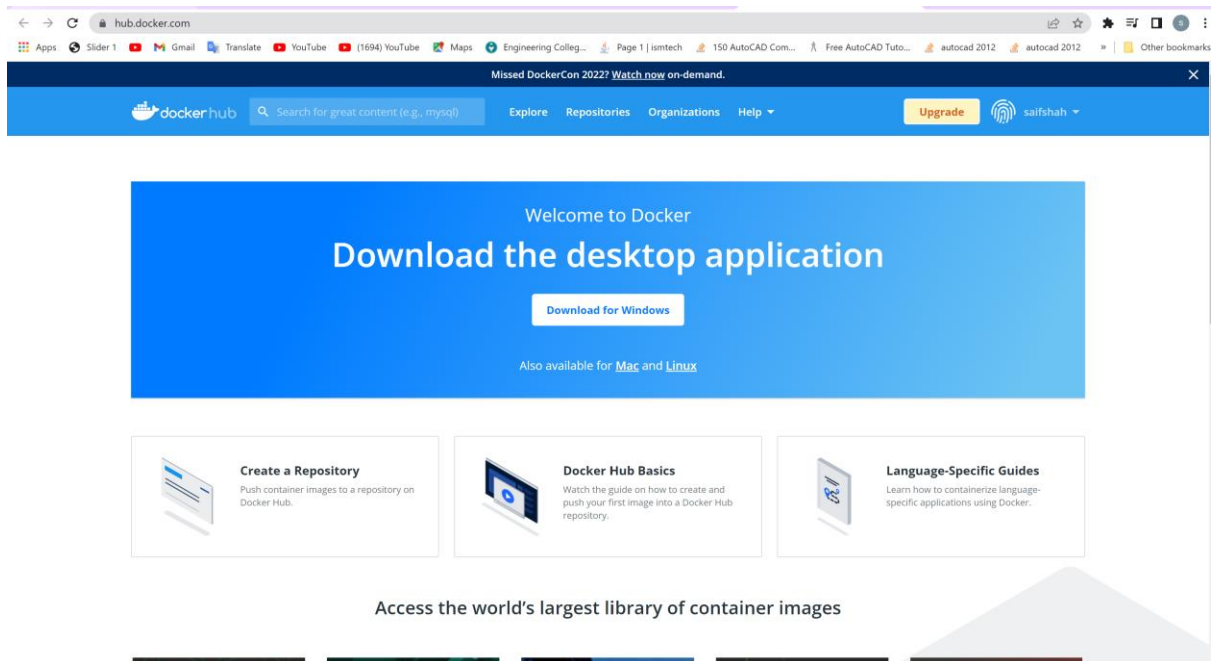 hub.docker.com
Apps Slider 1 Gmail Translate YouTube (1694) YouTube Maps Engineering Colleg... Page 1 | ismtech 150 AutoCAD Com... Free AutoCAD Tuto... autocad 2012 autocad 2012 » Other bookmarks
Missed DockerCon 2022? Watch now on-demand.
dockerhub Search for great content (e.g., mysql) Explore Repositories Organizations Help Upgrade saifshah
Welcome to Docker
Download the desktop application
Download for Windows
Also available for Mac and Linux
Create a Repository
Push container images to a repository on
Docker Hub.
Docker Hub Basics
Watch the guide on how to create and
push your first image into a Docker Hub
repository.
Language-Specific Guides
Learn how to containerize language-
specific applications using Docker.
Access the world's largest library of container images